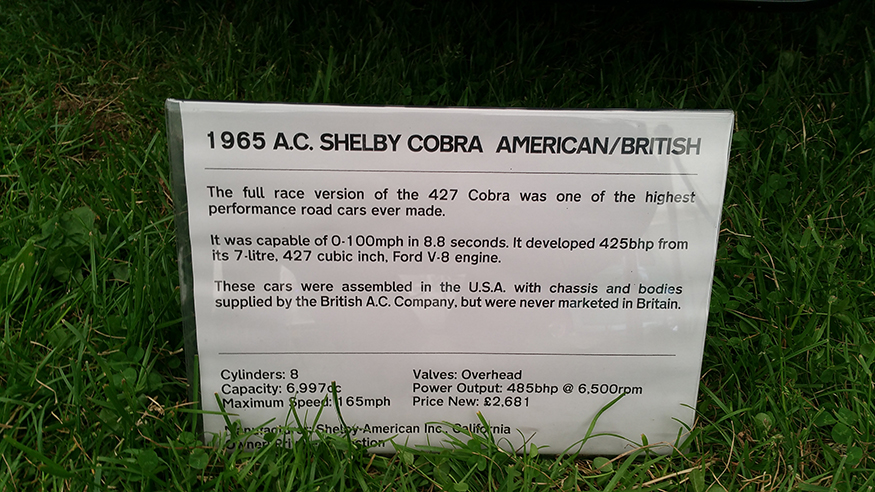 1965 A.C. SHELBY COBRA AMERICAN/BRITISH
The full race version of the 427 Cobra was one of the highest
performance road cars ever made.
It was capable of 0-100mph in 8.8 seconds. It developed 425bhp from
its 7-litre, 427 cubic inch, Ford V-8 engine.
These cars were assembled in the U.S.A. with chassis and bodies
supplied by the British A.C. Company, but were never marketed in Britain.
Cylinders: 8
Capacity: 6,997cc
Maximum Speed: 165mph
Valves: Overhead
Power Output: 485bhp @ 6,500rpm
Price New: £2,681
Shelby-American Inc., California
Owner: